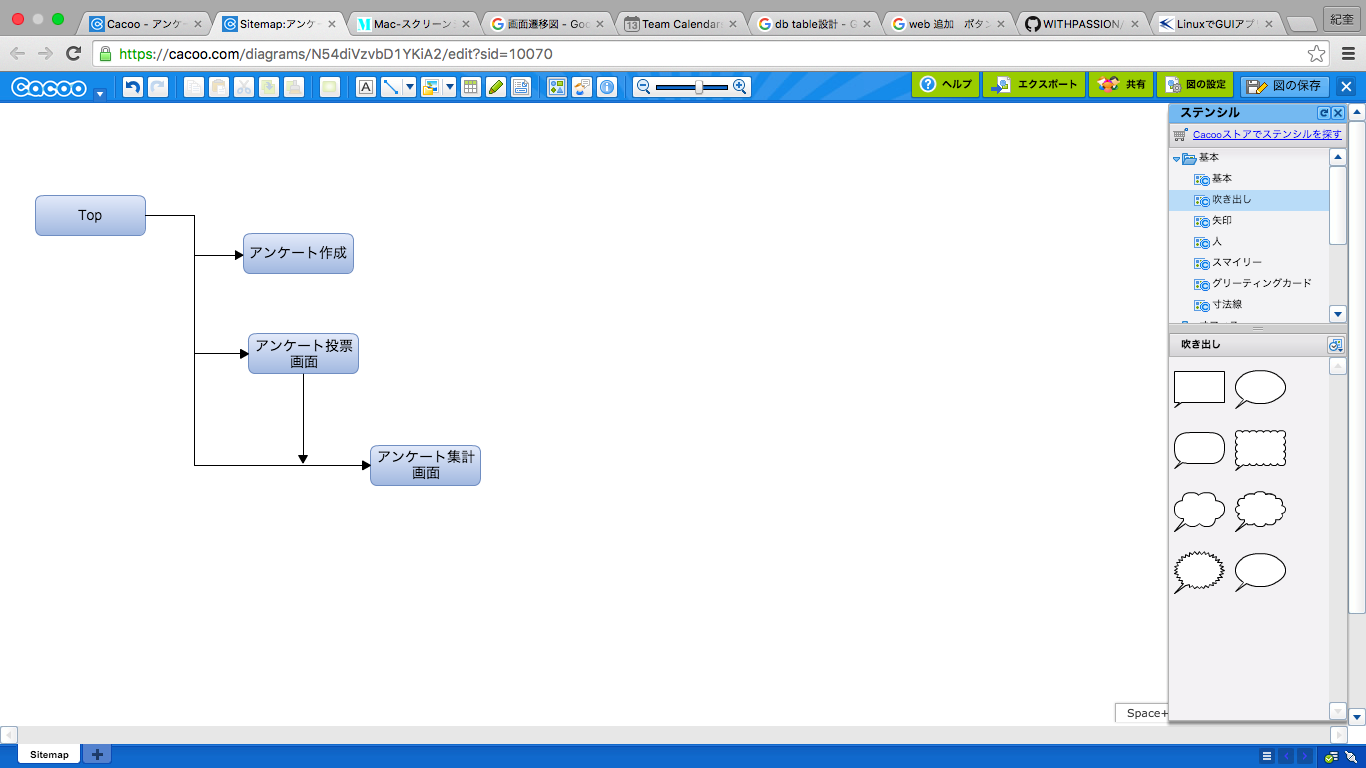 Cacoo - アンケ
Sitemap:アンケ
Mac-スクリーンシ
画面遷移図 - Goo
Team Calendar
db table設計 - G
web 追加 ボタン
WITHPASSION/
LinuxでGUIアプリ
紀奎
https://cacoo.com/diagrams/N54diVzvbD1YKiA2/edit?sid=10070
Cacoo
ヘルプ
エクスポート
共有
図の設定
図の保存
ステンシル
Cacooストアでステンシルを探す
基本
基本
吹き出し
矢印
人
スマイリー
グリーティングカード
寸法線
吹き出し
Top
アンケート作成
アンケート投票
画面
アンケート集計
画面
Space+
Sitemap